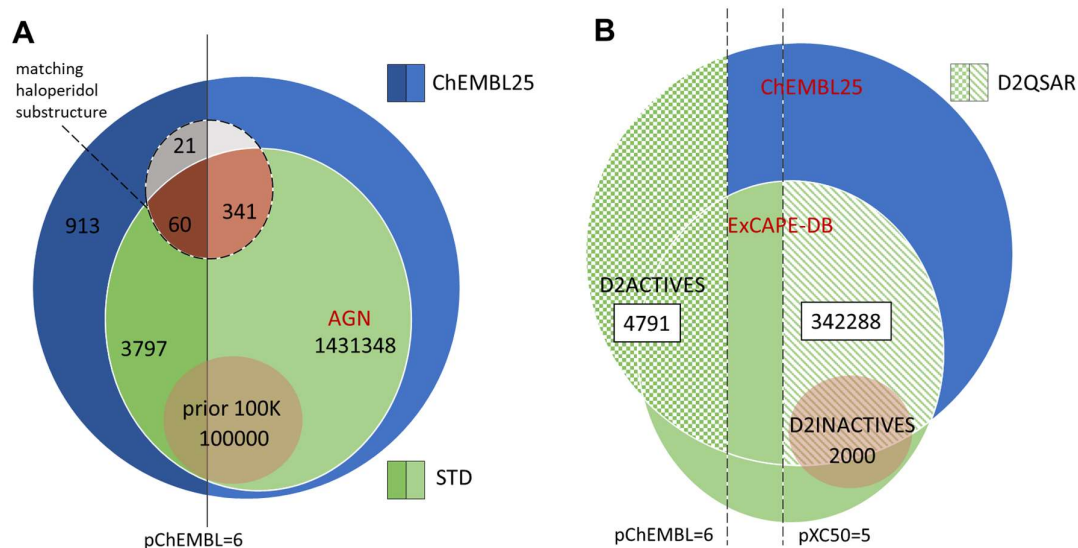 A
matching
haloperidol
substructure
ChEMBL25
21
60
341
913
3797
AGN
1431348
prior 100K
100000
STD
pChEMBL=6
B
ChEMBL25
D2QSAR
ExCAPE-DB
D2ACTIVES
4791
342288
D2INACTIVES
2000
pChEMBL=6
pXC50=5